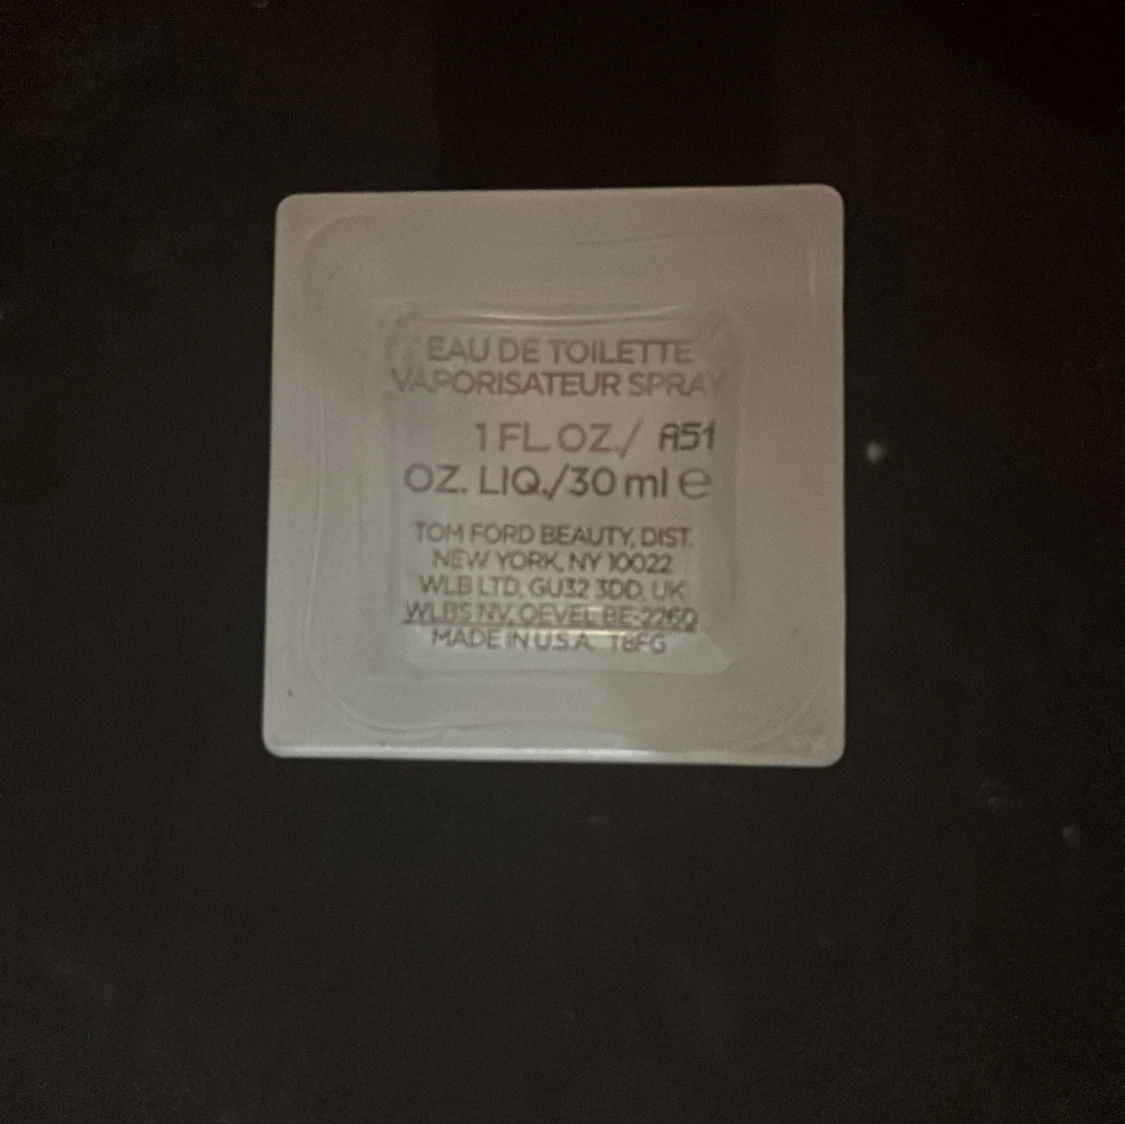 EAU DE TOILETTE
VAPORISATEUR SPRAY
1 FL. OZ./ A51
OZ. LIQ./30 ml e
TOM FORD BEAUTY, DIST.
NEW YORK, NY 10022
WLB LTD, GU32 3DD, UK
WLBS NV, OEVEL BE-2260
MADE IN U.S.A. T8FG